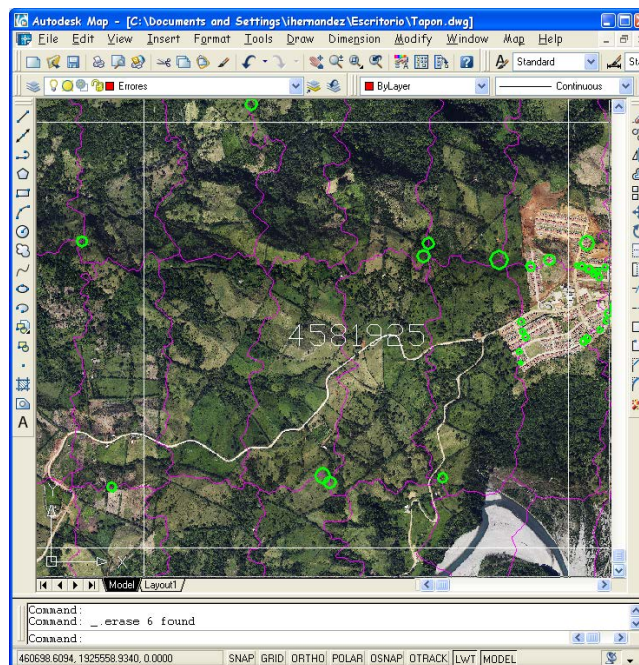 Autodesk Map - [C:\Documents and Settings\ihernandez\Escritorio\Tapon.dwg]
File Edit View Insert Format Tools Draw Dimension Modify Window Map Help
Standard
Errores ByLayer Continuous
4581925
Y
X
Model Layout1
Command:
Command: _.erase 6 found
Command:
460698.6094, 1925558.9340, 0.0000 SNAP GRID ORTHO POLAR OSNAP OTRACK LWT MODEL